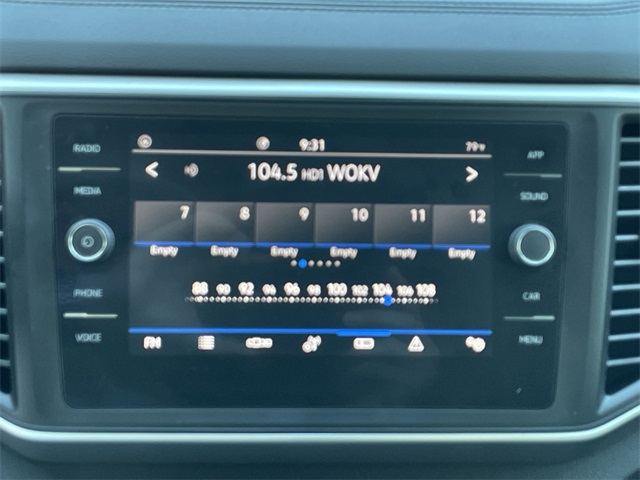 RADIO
MEDIA
PHONE
VOICE
9:31
79°F
< 104.5 HD1 WOKV >
7 8 9 10 11 12
Empty Empty Empty Empty Empty Empty
88 90 92 94 96 98 100 102 104 106 108
FM
APP
SOUND
CAR
MENU